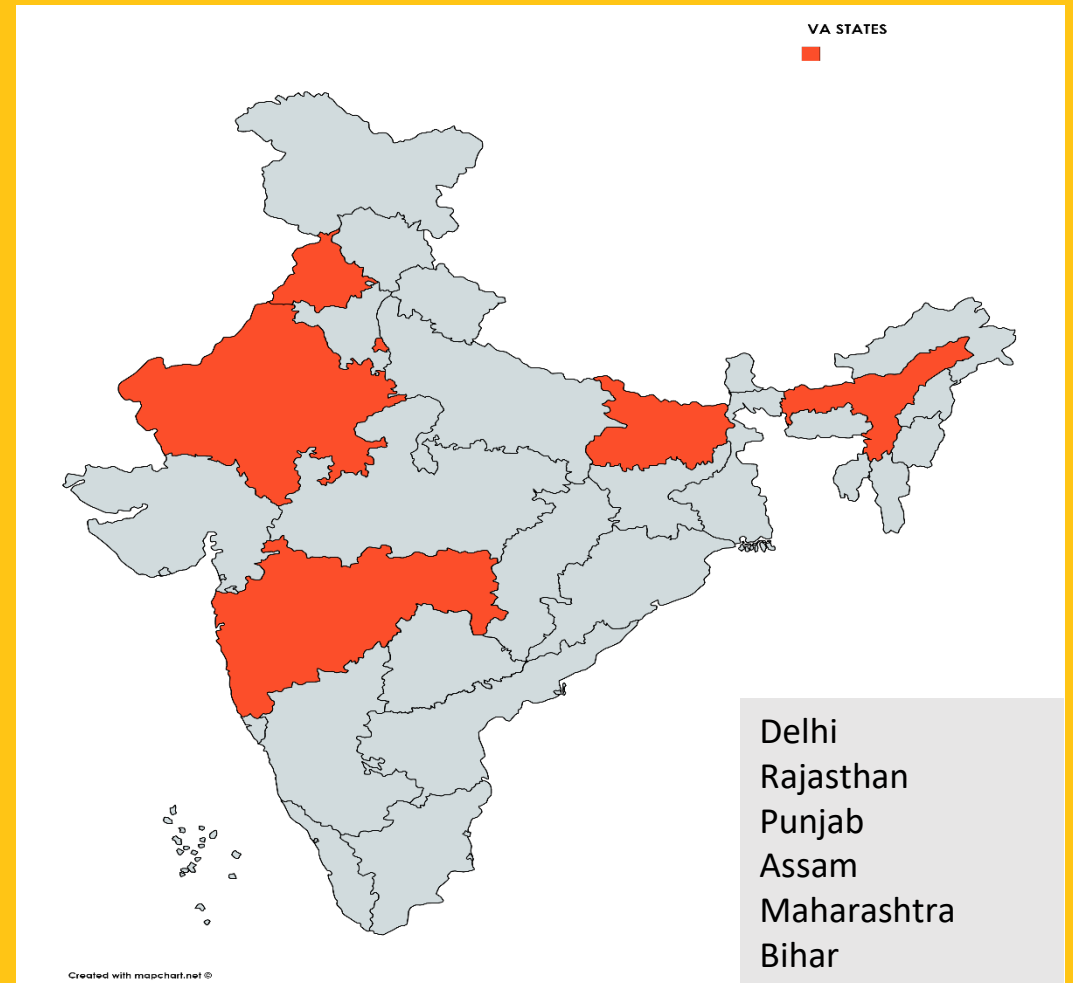 VA STATES
Delhi
Rajasthan
Punjab
Assam
Maharashtra
Bihar
Created with mapchart.net ©